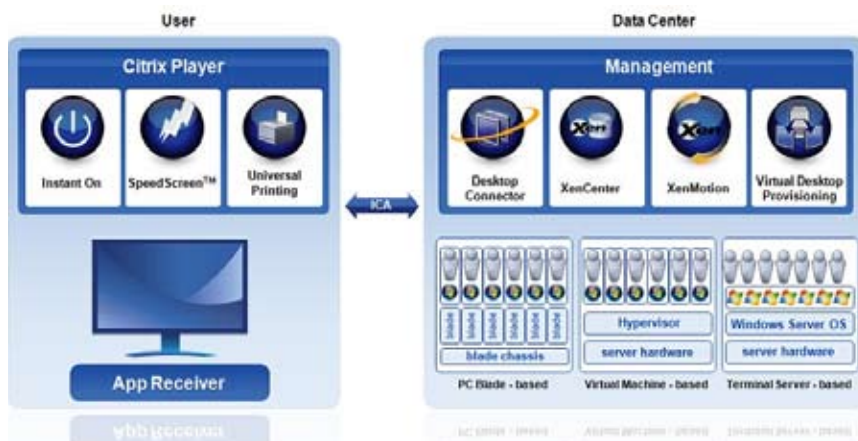 User
Data Center
Citrix Player
Management
Instant On
SpeedScreen™
Universal
Printing
Desktop
Connector
XenCenter
XenMotion
Virtual Desktop
Provisioning
Xen
Xen
ICA
blade
blade
blade
blade
blade
blade
blade chassis
Hypervisor
server hardware
Windows Server OS
server hardware
App Receiver
PC Blade - based
Virtual Machine - based
Terminal Server - based